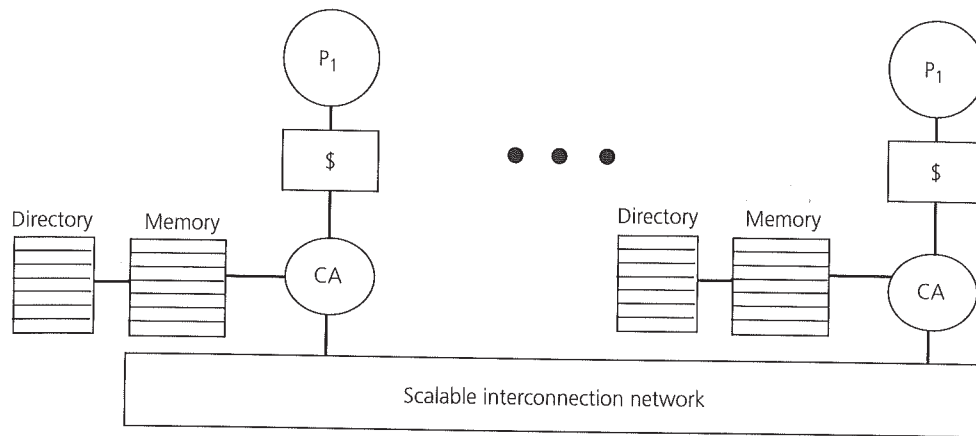 P1
P1
$
$
Directory
Memory
Directory
Memory
CA
CA
Scalable interconnection network